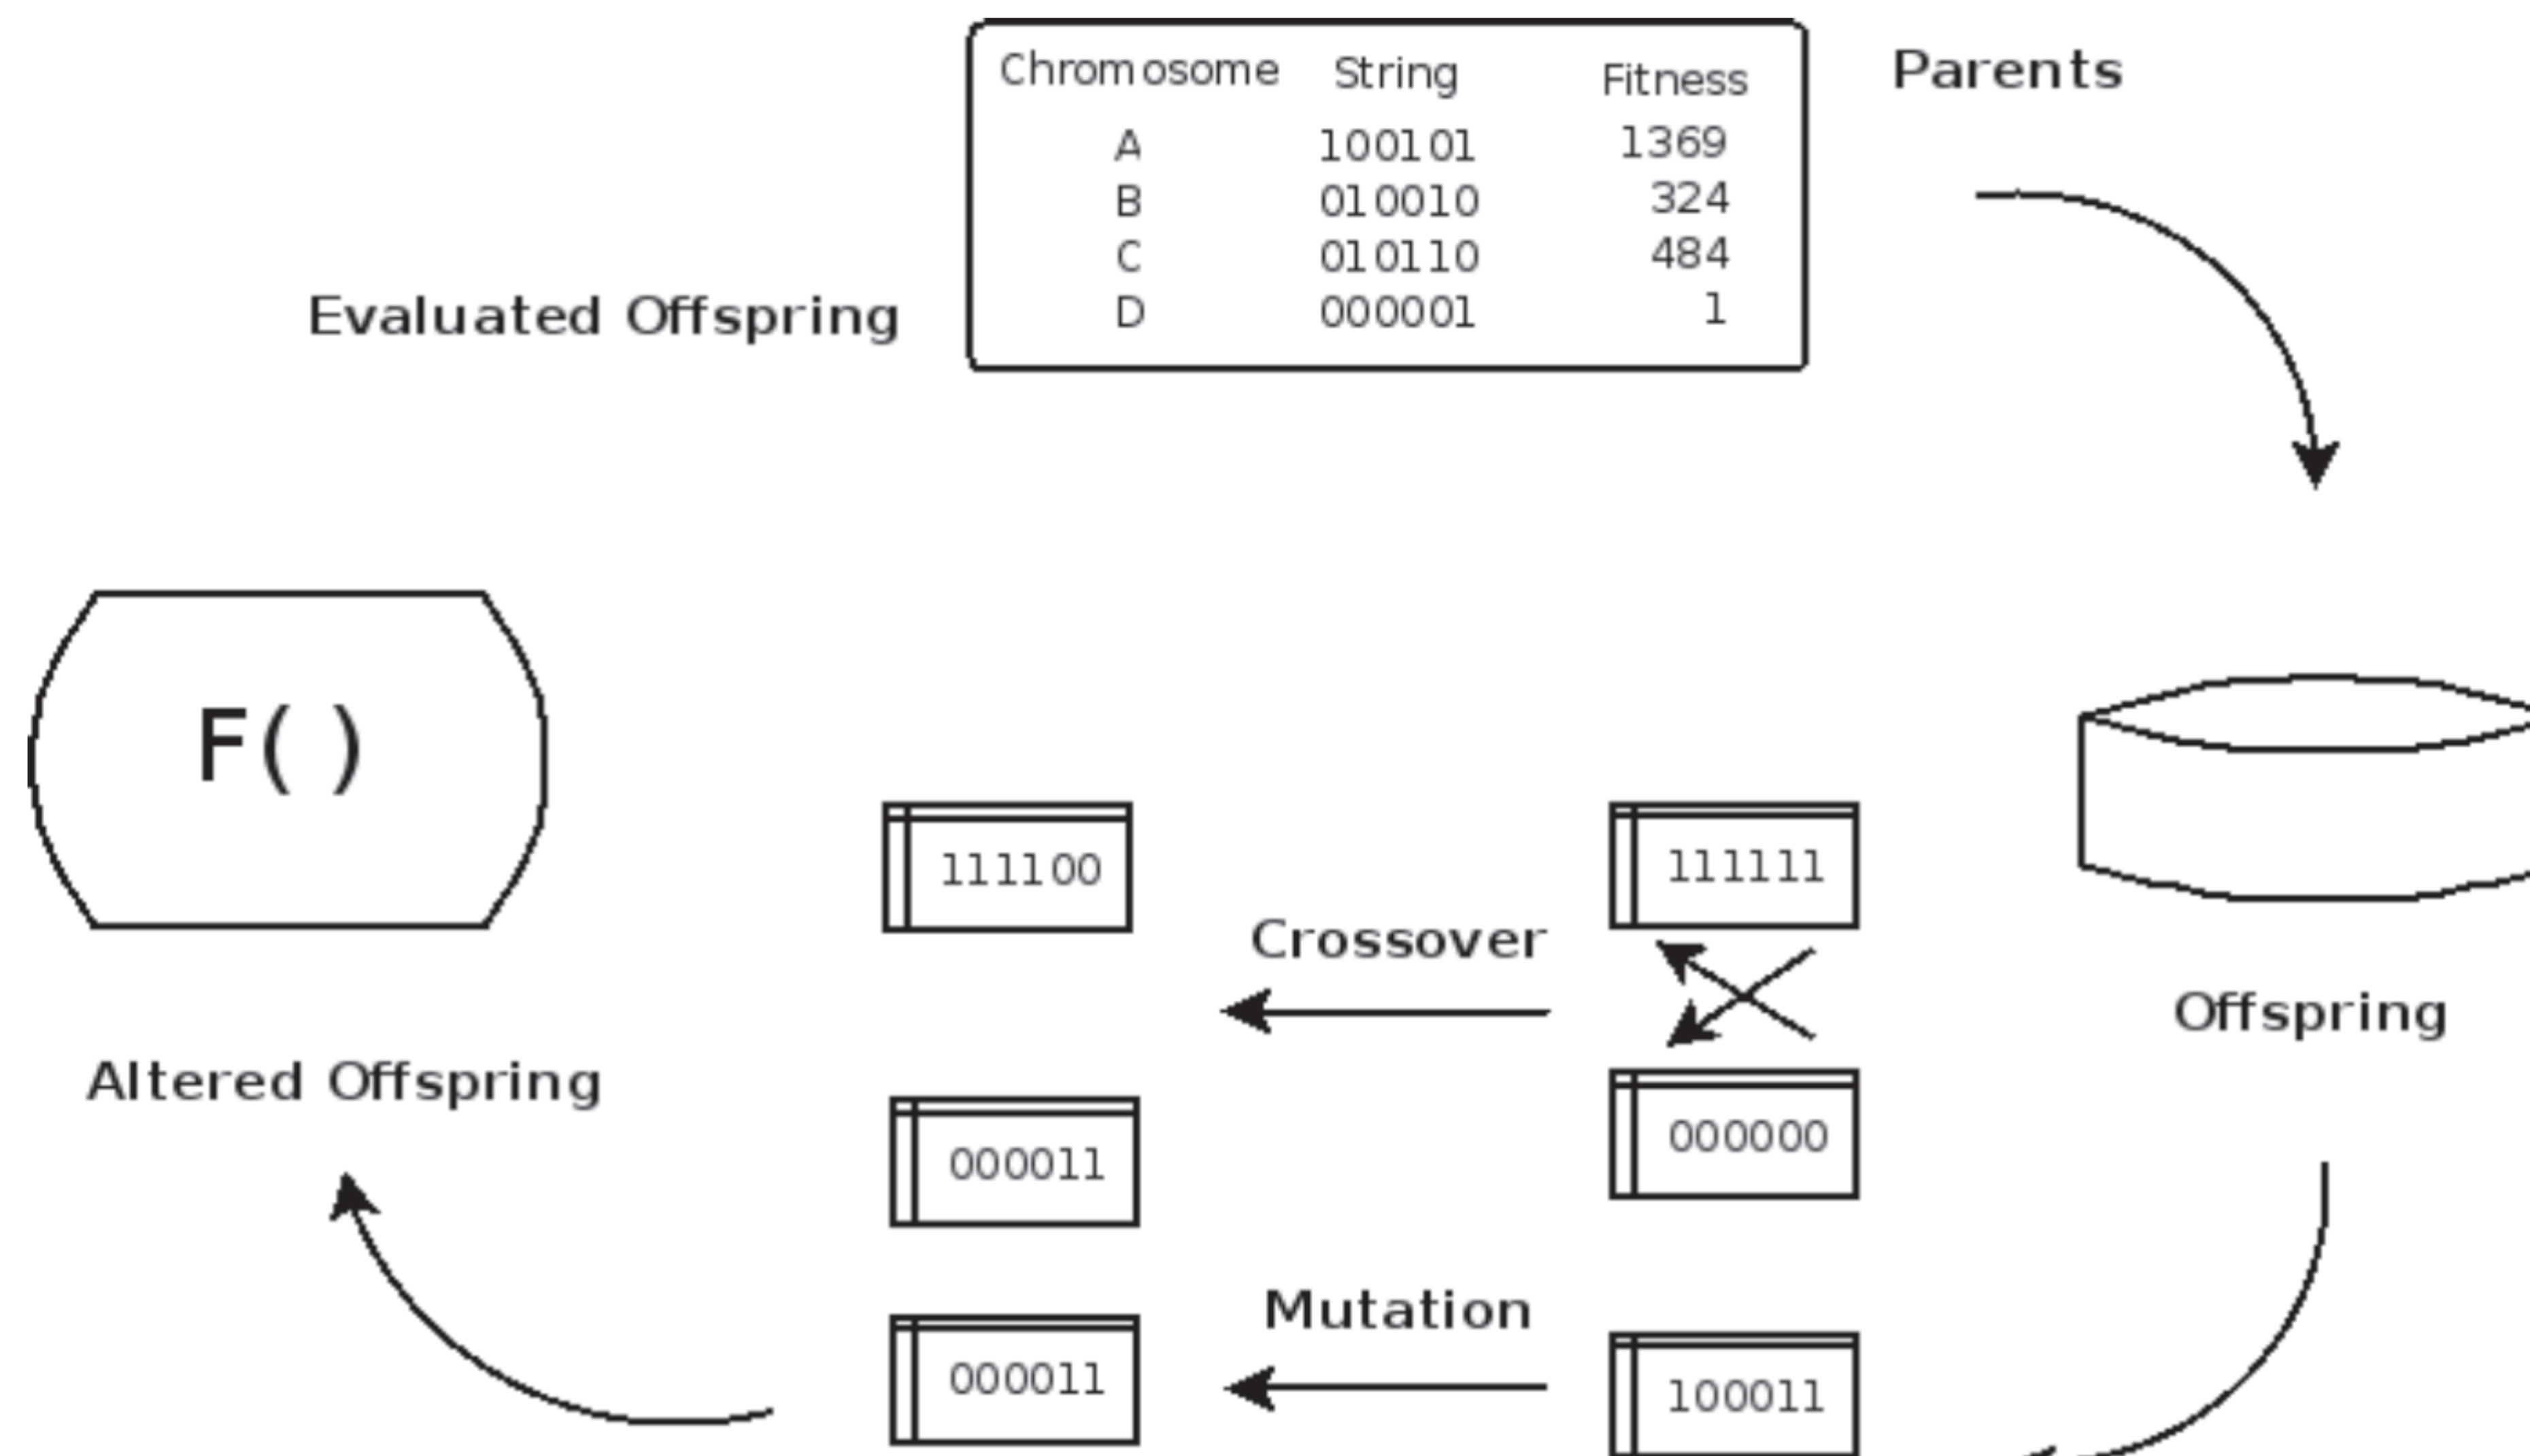 Chromosome String Fitness
A 100101 1369
B 010010 324
C 010110 484
D 000001 1
Parents
Evaluated Offspring
F( )
111100
111111
Crossover
Offspring
Altered Offspring
000011
000000
Mutation
000011
100011